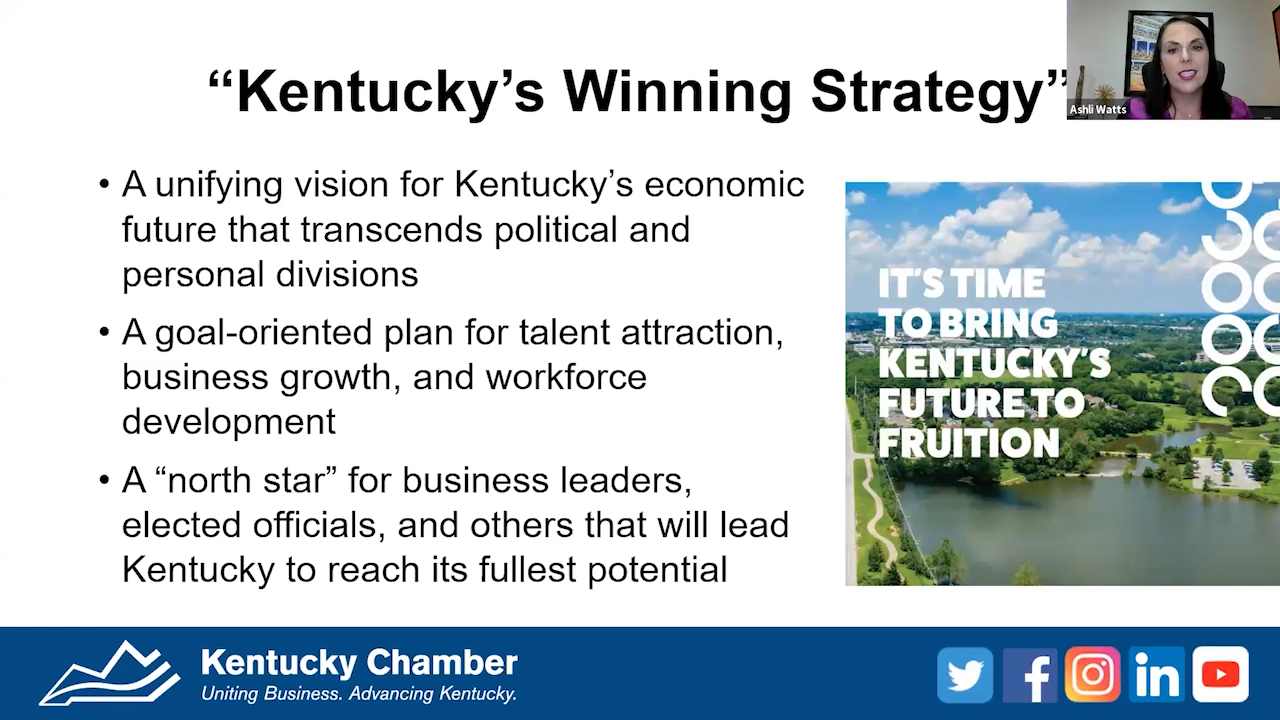 “Kentucky’s Winning Strategy”
Ashli Watts
• A unifying vision for Kentucky’s economic
future that transcends political and
personal divisions
• A goal-oriented plan for talent attraction,
business growth, and workforce
development
• A “north star” for business leaders,
elected officials, and others that will lead
Kentucky to reach its fullest potential
IT’S TIME
TO BRING
KENTUCKY’S
FUTURE TO
FRUITION
Kentucky Chamber
Uniting Business. Advancing Kentucky.